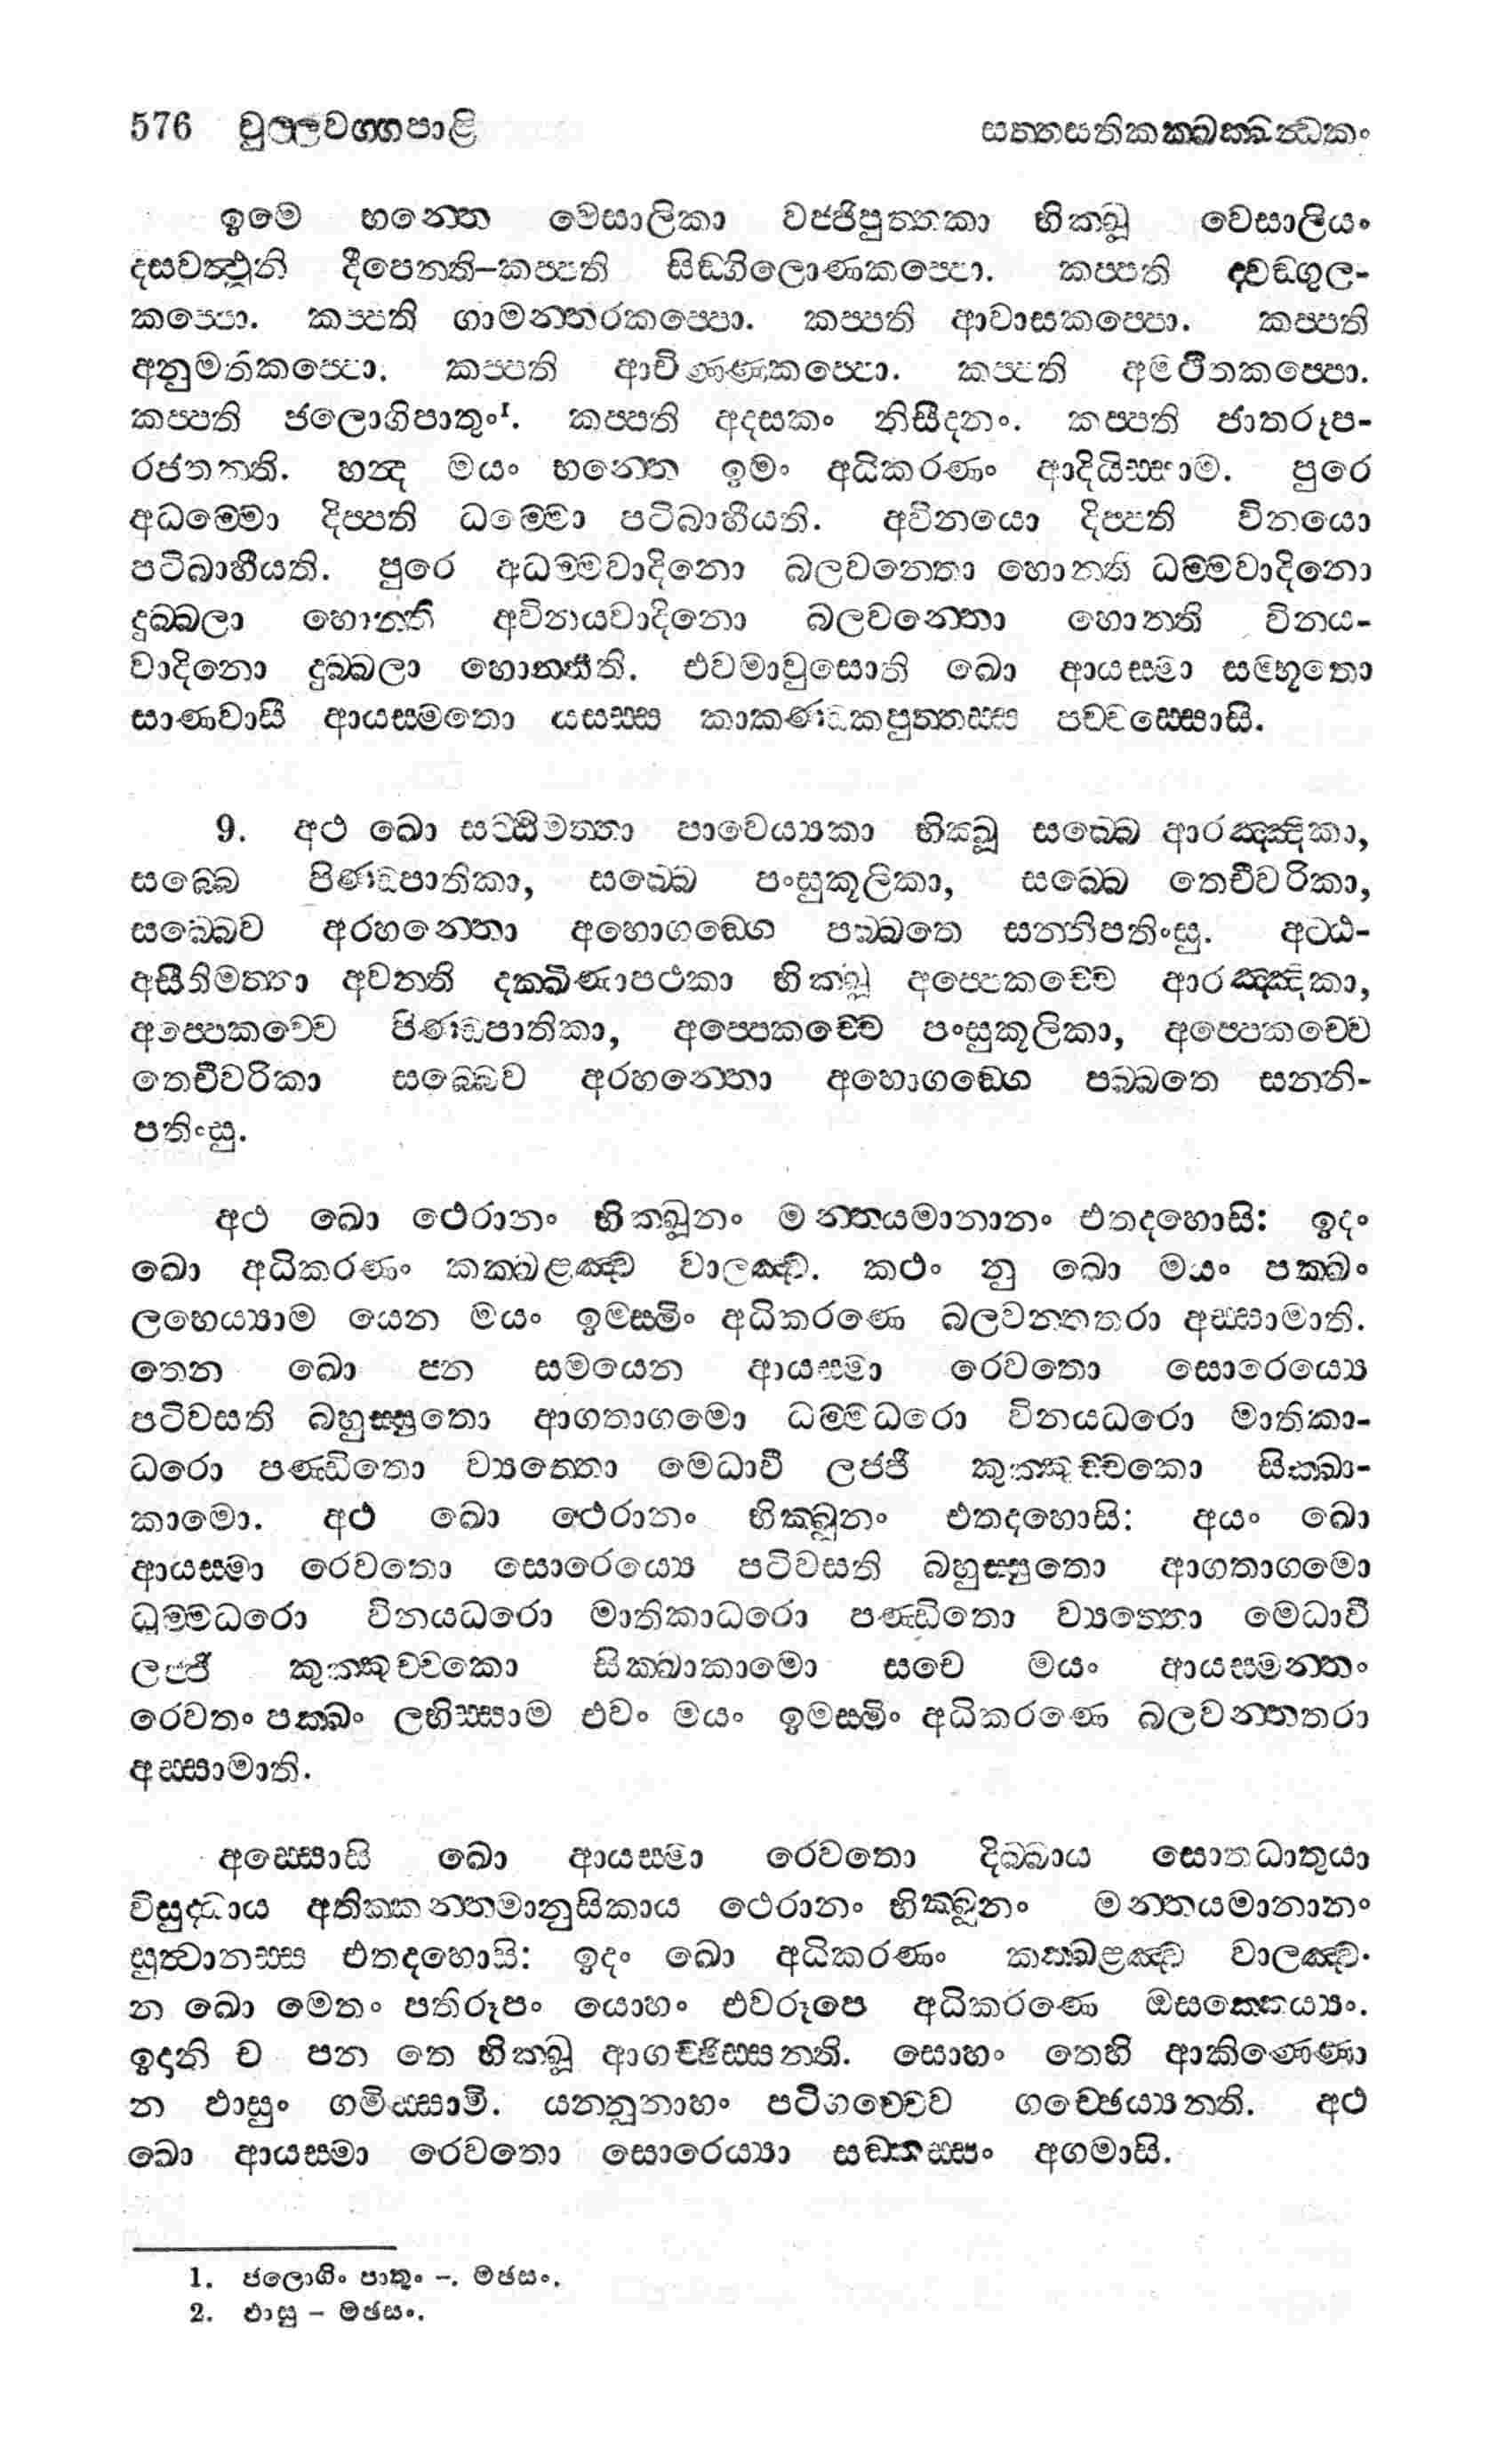 576 චුල්ලවග්ගපාළි සත්තසතිකක්ඛක්ඛන්ධකං
ඉමෙ භන්තෙ වෙසාලිකා වජ්ජිපුත්තකා භික්ඛූ වෙසාලියං
දසවත්ථූනි දීපෙන්ති–කප්පති සිඞ්ගිලොණකප්පො. කප්පති ද්වඞ්ගුල-
කප්පො. කප්පති ගාමන්තරකප්පො. කප්පති ආවාසකප්පො. කප්පති
අනුමතිකප්පො. කප්පති ආචිණ්ණකප්පො. කප්පති අමථිතකප්පො.
කප්පති ජලොගිපාතුං¹. කප්පති අදසකං නිසීදනං. කප්පති ජාතරූප-
රජතන්ති. හන්ද මයං භන්තෙ ඉමං අධිකරණං ආදියිස්සාම. පුරෙ
අධම්මො දිප්පති ධම්මො පටිබාහීයති. අවිනයො දිප්පති විනයො
පටිබාහීයති. පුරෙ අධම්මවාදිනො බලවන්තො හොන්ති ධම්මවාදිනො
දුබ්බලා හොන්ති අවිනයවාදිනො බලවන්තො හොන්ති විනය-
වාදිනො දුබ්බලා හොන්තීති. එවමාවුසොති ඛො ආයස්මා සම්භූතො
සාණවාසී ආයස්මතො යසස්ස කාකණ්ඩකපුත්තස්ස පච්චස්සොසි.
9. අථ ඛො සට්ඨිමත්තා පාවෙය්‍යකා භික්ඛූ සබ්බෙ ආරඤ්ඤිකා,
සබ්බෙ පිණ්ඩපාතිකා, සබ්බෙ පංසුකූලිකා, සබ්බෙ තෙචීවරිකා,
සබ්බෙව අරහන්තො අහොගඞ්ගෙ පබ්බතෙ සන්නිපතිංසු. අට්ඨ-
අසීතිමත්තා අවන්ති දක්ඛිණාපථකා භික්ඛූ අප්පෙකච්චෙ ආරඤ්ඤිකා,
අප්පෙකච්චෙ පිණ්ඩපාතිකා, අප්පෙකච්චෙ පංසුකූලිකා, අප්පෙකච්චෙ
තෙචීවරිකා සබ්බෙව අරහන්තො අහොගඞ්ගෙ පබ්බතෙ සන්නි-
පතිංසු.
අථ ඛො ථෙරානං භික්ඛූනං මන්තයමානානං එතදහොසි: ඉදං
ඛො අධිකරණං කක්ඛළඤ්ච වාලඤ්ච. කථං නු ඛො මයං පක්ඛං
ලභෙය්‍යාම යෙන මයං ඉමස්මිං අධිකරණෙ බලවන්තතරා අස්සාමාති.
තෙන ඛො පන සමයෙන ආයස්මා රෙවතො සොරෙය්‍යෙ
පටිවසති බහුස්සුතො ආගතාගමො ධම්මධරො විනයධරො මාතිකා-
ධරො පණ්ඩිතො ව්‍යත්තො මෙධාවී ලජ්ජී කුක්කුච්චකො සික්ඛා-
කාමො. අථ ඛො ථෙරානං භික්ඛූනං එතදහොසි: අයං ඛො
ආයස්මා රෙවතො සොරෙය්‍යෙ පටිවසති බහුස්සුතො ආගතාගමො
ධම්මධරො විනයධරො මාතිකාධරො පණ්ඩිතො ව්‍යත්තො මෙධාවී
ලජ්ජී කුක්කුච්චකො සික්ඛාකාමො සචෙ මයං ආයස්මන්තං
රෙවතං පක්ඛං ලභිස්සාම එවං මයං ඉමස්මිං අධිකරණෙ බලවන්තතරා
අස්සාමාති.
අස්සොසි ඛො ආයස්මා රෙවතො දිබ්බාය සොතධාතුයා
විසුද්ධාය අතික්කන්තමානුසිකාය ථෙරානං භික්ඛූනං මන්තයමානානං
සුත්වානස්ස එතදහොසි: ඉදං ඛො අධිකරණං කක්ඛළඤ්ච වාලඤ්ච.
න ඛො මෙතං පතිරූපං යොහං එවරූපෙ අධිකරණෙ ඔසක්කෙය්‍යං.
ඉදානි ච පන තෙ භික්ඛූ ආගච්ඡිස්සන්ති. සොහං තෙහි ආකිණ්ණො
න ඵාසුං ගමිස්සාමි. යන්නූනාහං පටිගච්චෙව ගච්ඡෙය්‍යන්ති. අථ
ඛො ආයස්මා රෙවතො සොරෙය්‍යා සඞ්කස්සං අගමාසි.
1. ජලොගිං පාතුං –. මඡසං.
2. ඵාසු – මඡසං.